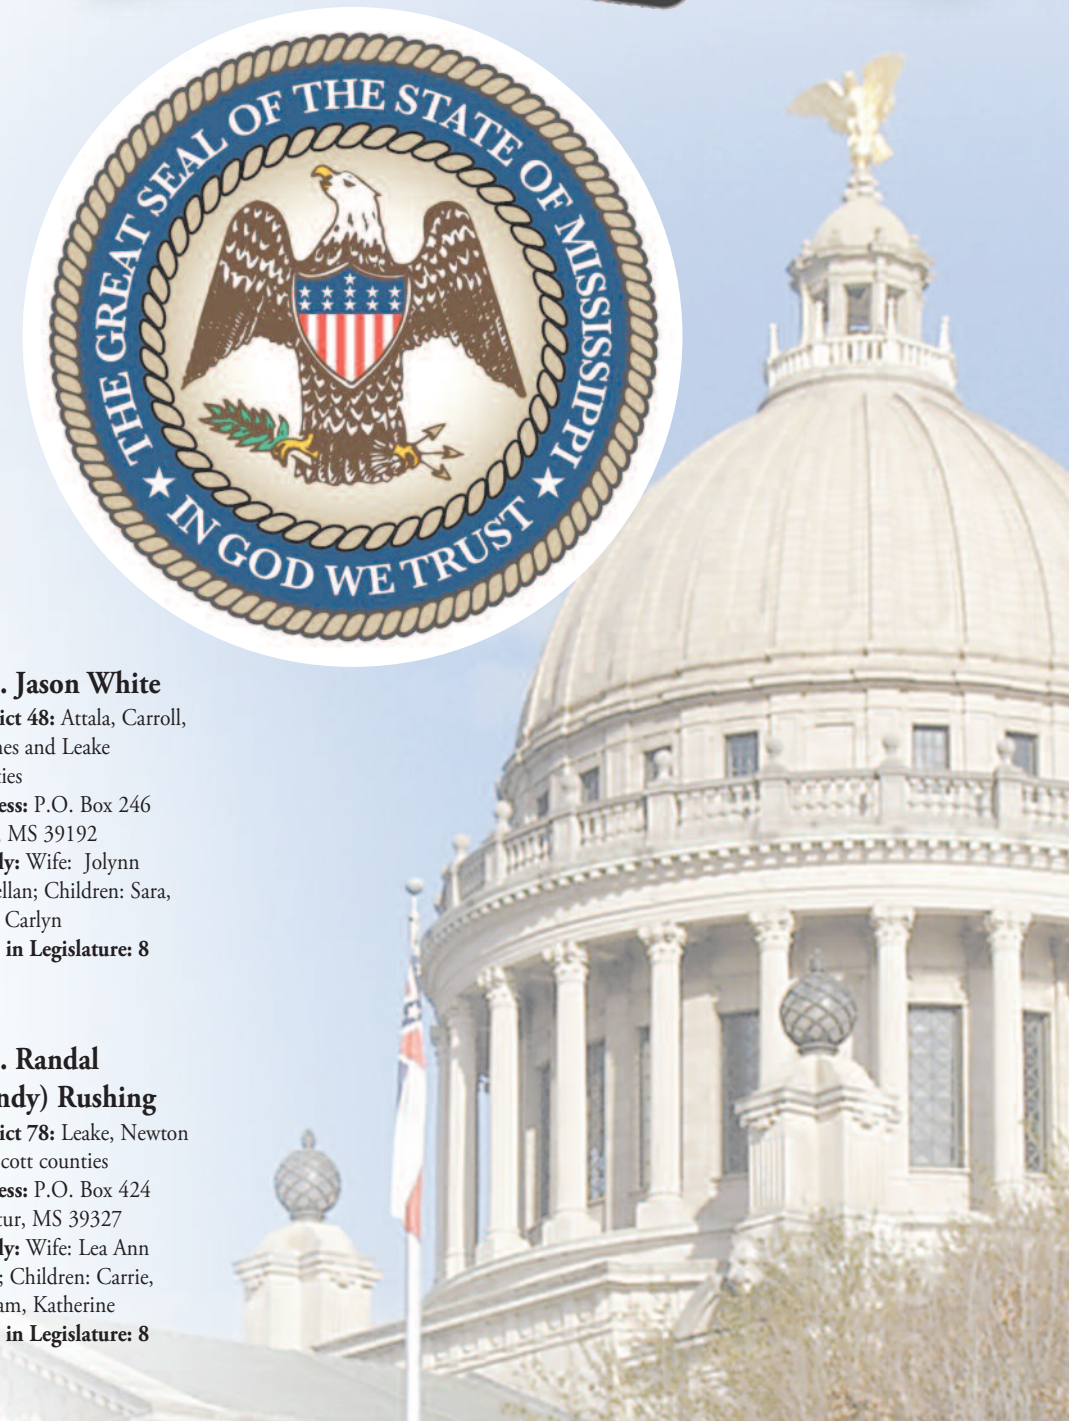 THE GREAT SEAL OF THE STATE OF MISSISSIPPI
IN GOD WE TRUST
. Jason White
ict 48: Attala, Carroll,
nes and Leake
ties
ess: P.O. Box 246
, MS 39192
ly: Wife:  Jolynn
ellan; Children: Sara,
Carlyn
in Legislature: 8
. Randal
ndy) Rushing
ict 78: Leake, Newton
cott counties
ess: P.O. Box 424
tur, MS 39327
ly: Wife: Lea Ann
; Children: Carrie,
am, Katherine
in Legislature: 8